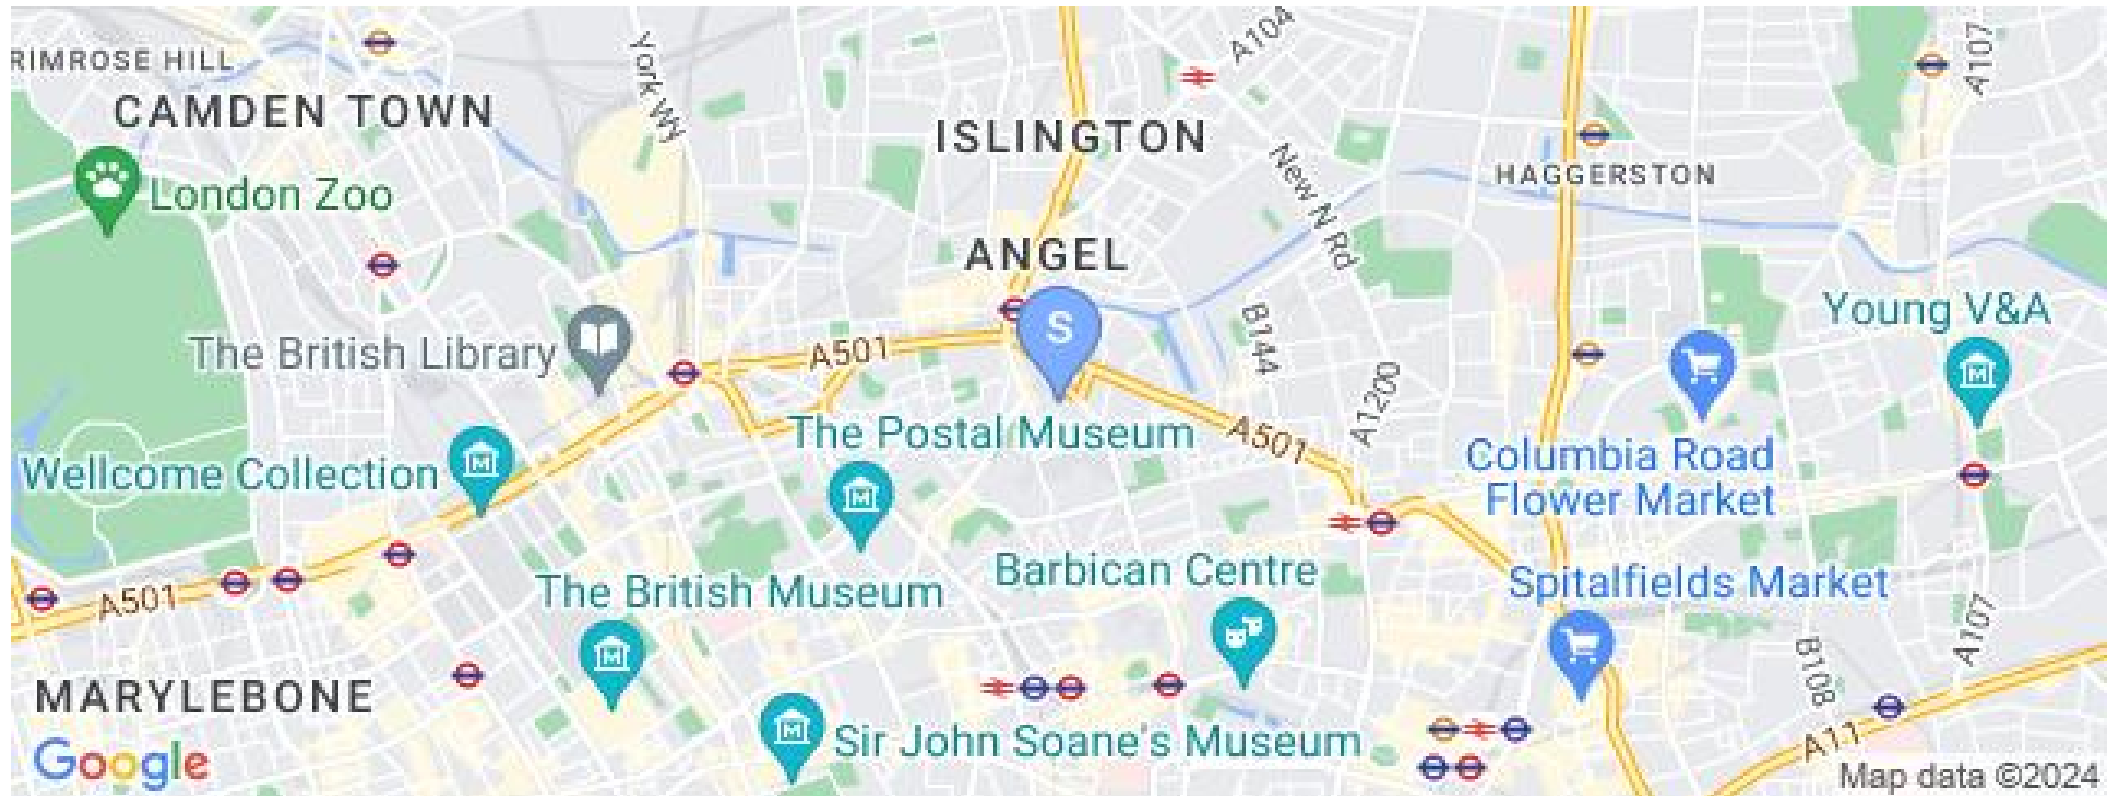 A104
A107
York Wy
RIMROSE HILL
CAMDEN TOWN
ISLINGTON
HAGGERSTON
London Zoo
New N Rd
ANGEL
S
Young V&A
The British Library
A501
B144
A1200
The Postal Museum
A501
Columbia Road
Flower Market
Wellcome Collection
Barbican Centre
Spitalfields Market
The British Museum
A501
A107
B108
MARYLEBONE
Sir John Soane's Museum
A11
Google
Map data ©2024